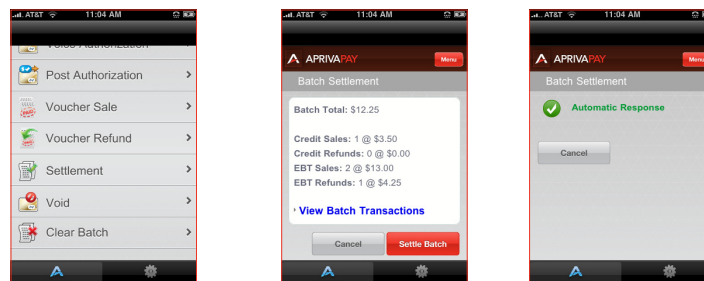 AT&T 11:04 AM
Voice Authorization
Post Authorization
Voucher Sale
Voucher Refund
Settlement
Void
Clear Batch
AT&T 11:04 AM
APRIVAPAY
Menu
Batch Settlement
Batch Total: $12.25
Credit Sales: 1 @ $3.50
Credit Refunds: 0 @ $0.00
EBT Sales: 2 @ $13.00
EBT Refunds: 1 @ $4.25
View Batch Transactions
Cancel
Settle Batch
AT&T 11:04 AM
APRIVAPAY
Menu
Batch Settlement
Automatic Response
Cancel